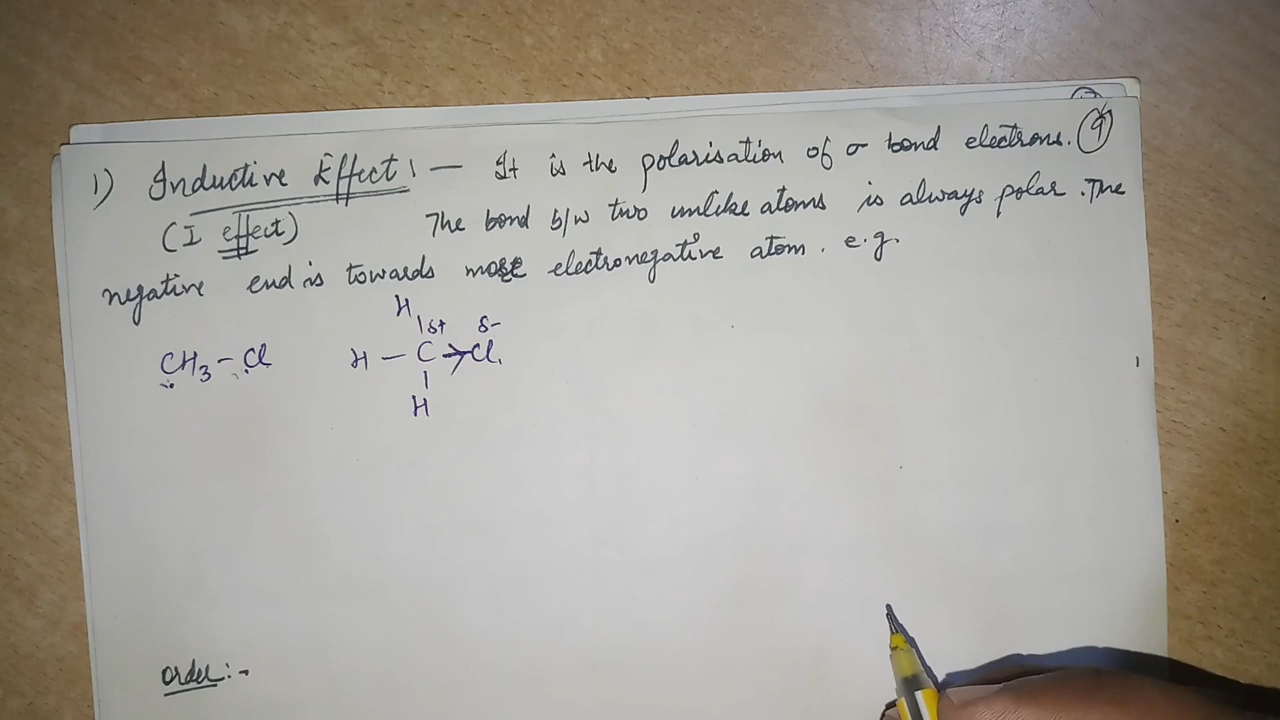 1) Inductive Effect :— It is the polarisation of σ bond electrons. (9)
(I effect) The bond b/w two unlike atoms is always polar. The
negative end is towards more electronegative atom. e.g.
H
δ+ δ-
CH₃-Cl H — C → Cl
H
Order :-